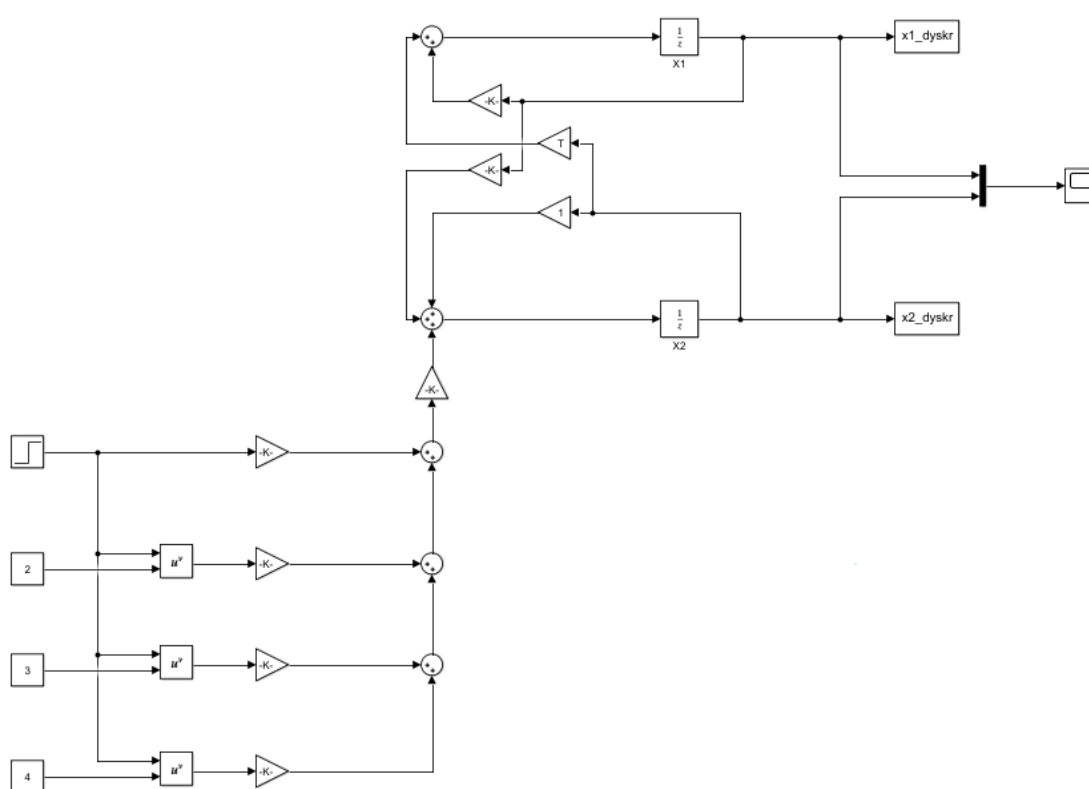 1/z
x1_dyskr
X1
-K-
T
-K-
1
1/z
x2_dyskr
X2
-K-
-K-
2
u^v
-K-
3
u^v
-K-
4
u^v
-K-